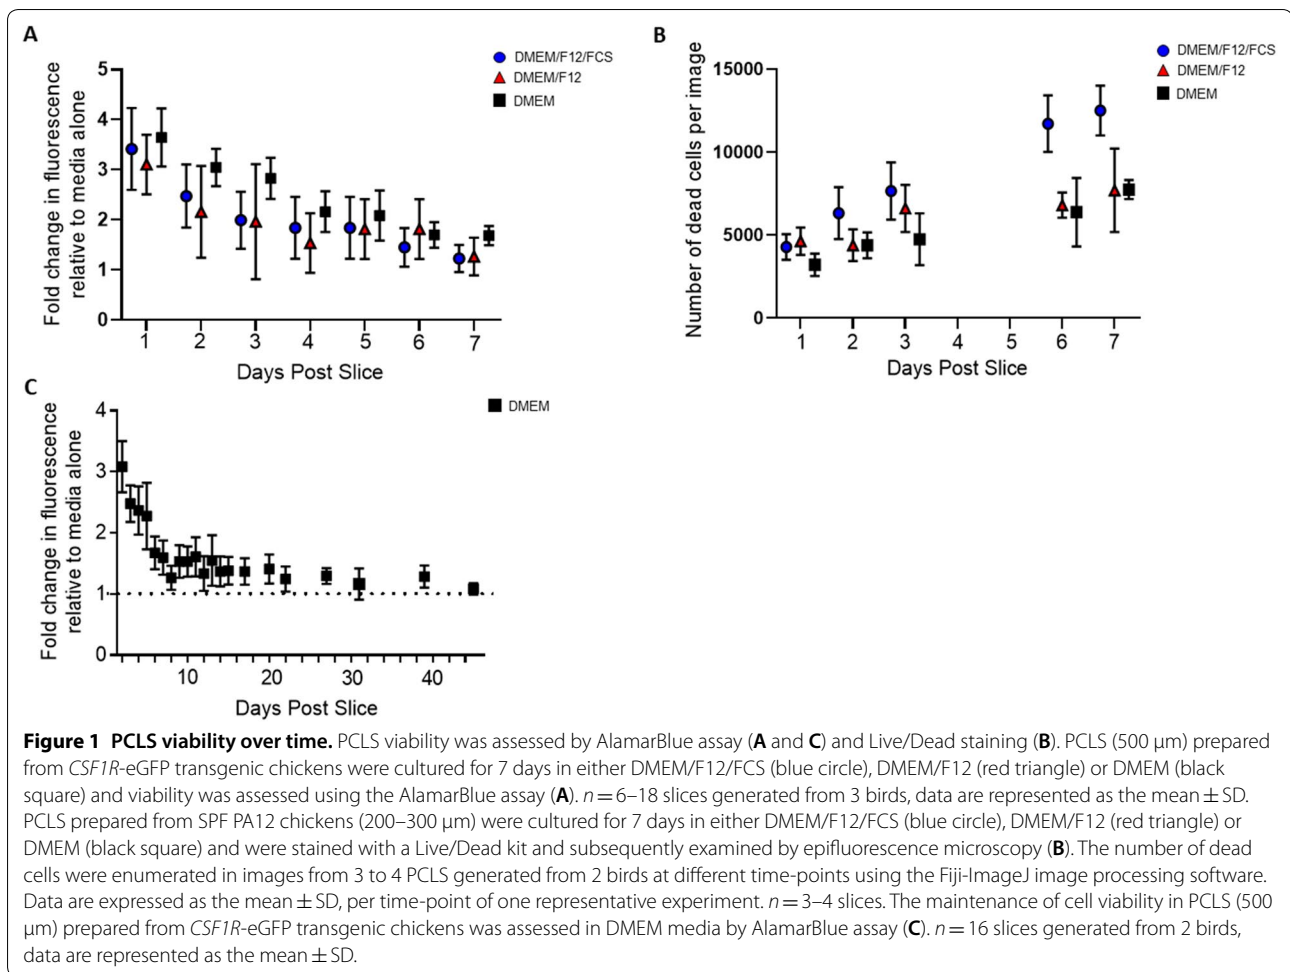 A
Fold change in fluorescence
relative to media alone
5
4
3
2
1
0
1 2 3 4 5 6 7
Days Post Slice
DMEM/F12/FCS
DMEM/F12
DMEM
B
Number of dead cells per image
15000
10000
5000
0
1 2 3 4 5 6 7
Days Post Slice
DMEM/F12/FCS
DMEM/F12
DMEM
C
Fold change in fluorescence
relative to media alone
4
3
2
1
0
10 20 30 40
Days Post Slice
DMEM
Figure 1 PCLS viability over time. PCLS viability was assessed by AlamarBlue assay (A and C) and Live/Dead staining (B). PCLS (500 µm) prepared
from CSF1R-eGFP transgenic chickens were cultured for 7 days in either DMEM/F12/FCS (blue circle), DMEM/F12 (red triangle) or DMEM (black
square) and viability was assessed using the AlamarBlue assay (A). n = 6–18 slices generated from 3 birds, data are represented as the mean ± SD.
PCLS prepared from SPF PA12 chickens (200–300 µm) were cultured for 7 days in either DMEM/F12/FCS (blue circle), DMEM/F12 (red triangle) or
DMEM (black square) and were stained with a Live/Dead kit and subsequently examined by epifluorescence microscopy (B). The number of dead
cells were enumerated in images from 3 to 4 PCLS generated from 2 birds at different time-points using the Fiji-ImageJ image processing software.
Data are expressed as the mean ± SD, per time-point of one representative experiment. n = 3–4 slices. The maintenance of cell viability in PCLS (500
µm) prepared from CSF1R-eGFP transgenic chickens was assessed in DMEM media by AlamarBlue assay (C). n = 16 slices generated from 2 birds,
data are represented as the mean ± SD.